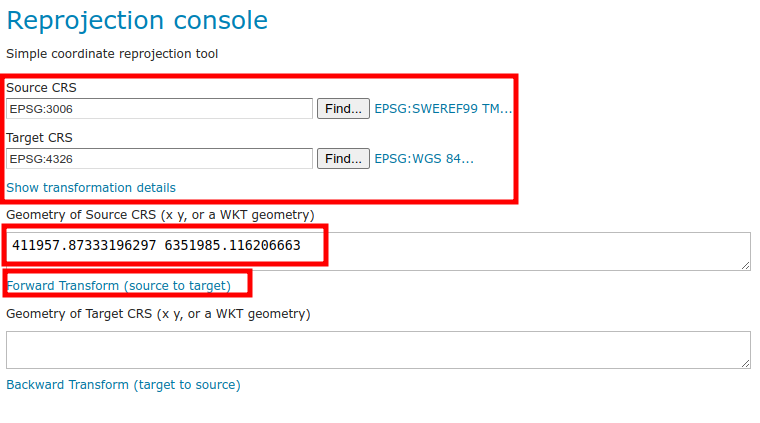 Reprojection console
Simple coordinate reprojection tool
Source CRS
EPSG:3006 Find... EPSG:SWEREF99 TM...
Target CRS
EPSG:4326 Find... EPSG:WGS 84...
Show transformation details
Geometry of Source CRS (x y, or a WKT geometry)
411957.87333196297 6351985.116206663
Forward Transform (source to target)
Geometry of Target CRS (x y, or a WKT geometry)
Backward Transform (target to source)